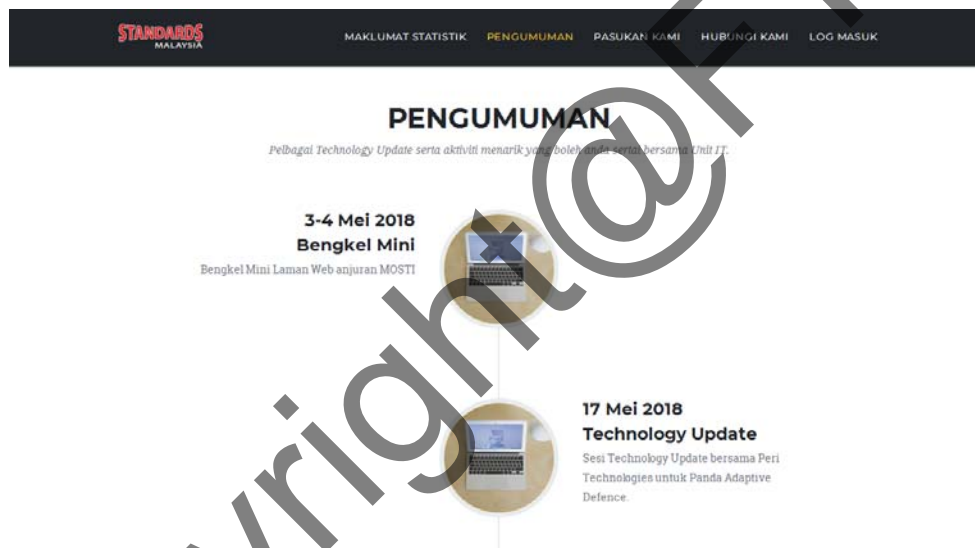 STANDARDS
MALAYSIA
MAKLUMAT STATISTIK PENGUMUMAN PASUKAN KAMI HUBUNGI KAMI LOG MASUK
PENGUMUMAN
Pelbagai Technology Update serta aktiviti menarik yang boleh anda sertai bersama Unit IT.
3-4 Mei 2018
Bengkel Mini
Bengkel Mini Laman Web anjuran MOSTI
17 Mei 2018
Technology Update
Sesi Technology Update bersama Peri
Technologies untuk Panda Adaptive
Defence.
yright@FT